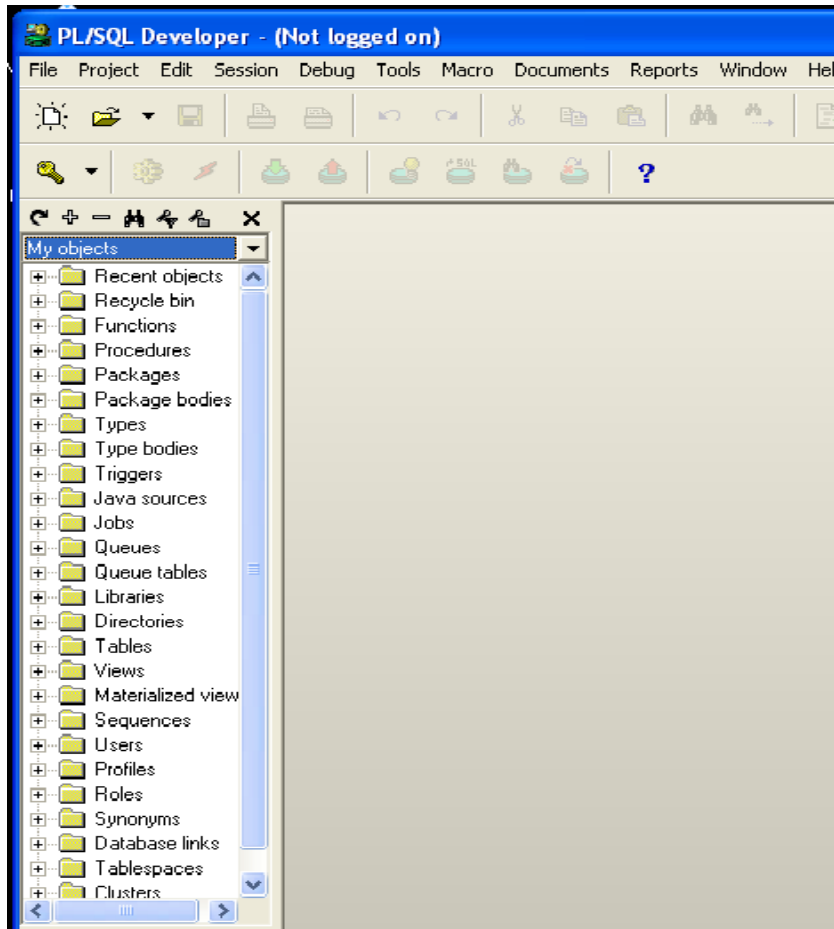 PL/SQL Developer - (Not logged on)
File Project Edit Session Debug Tools Macro Documents Reports Window Hel
SQL
?
My objects
Recent objects
Recycle bin
Functions
Procedures
Packages
Package bodies
Types
Type bodies
Triggers
Java sources
Jobs
Queues
Queue tables
Libraries
Directories
Tables
Views
Materialized view
Sequences
Users
Profiles
Roles
Synonyms
Database links
Tablespaces
Clusters